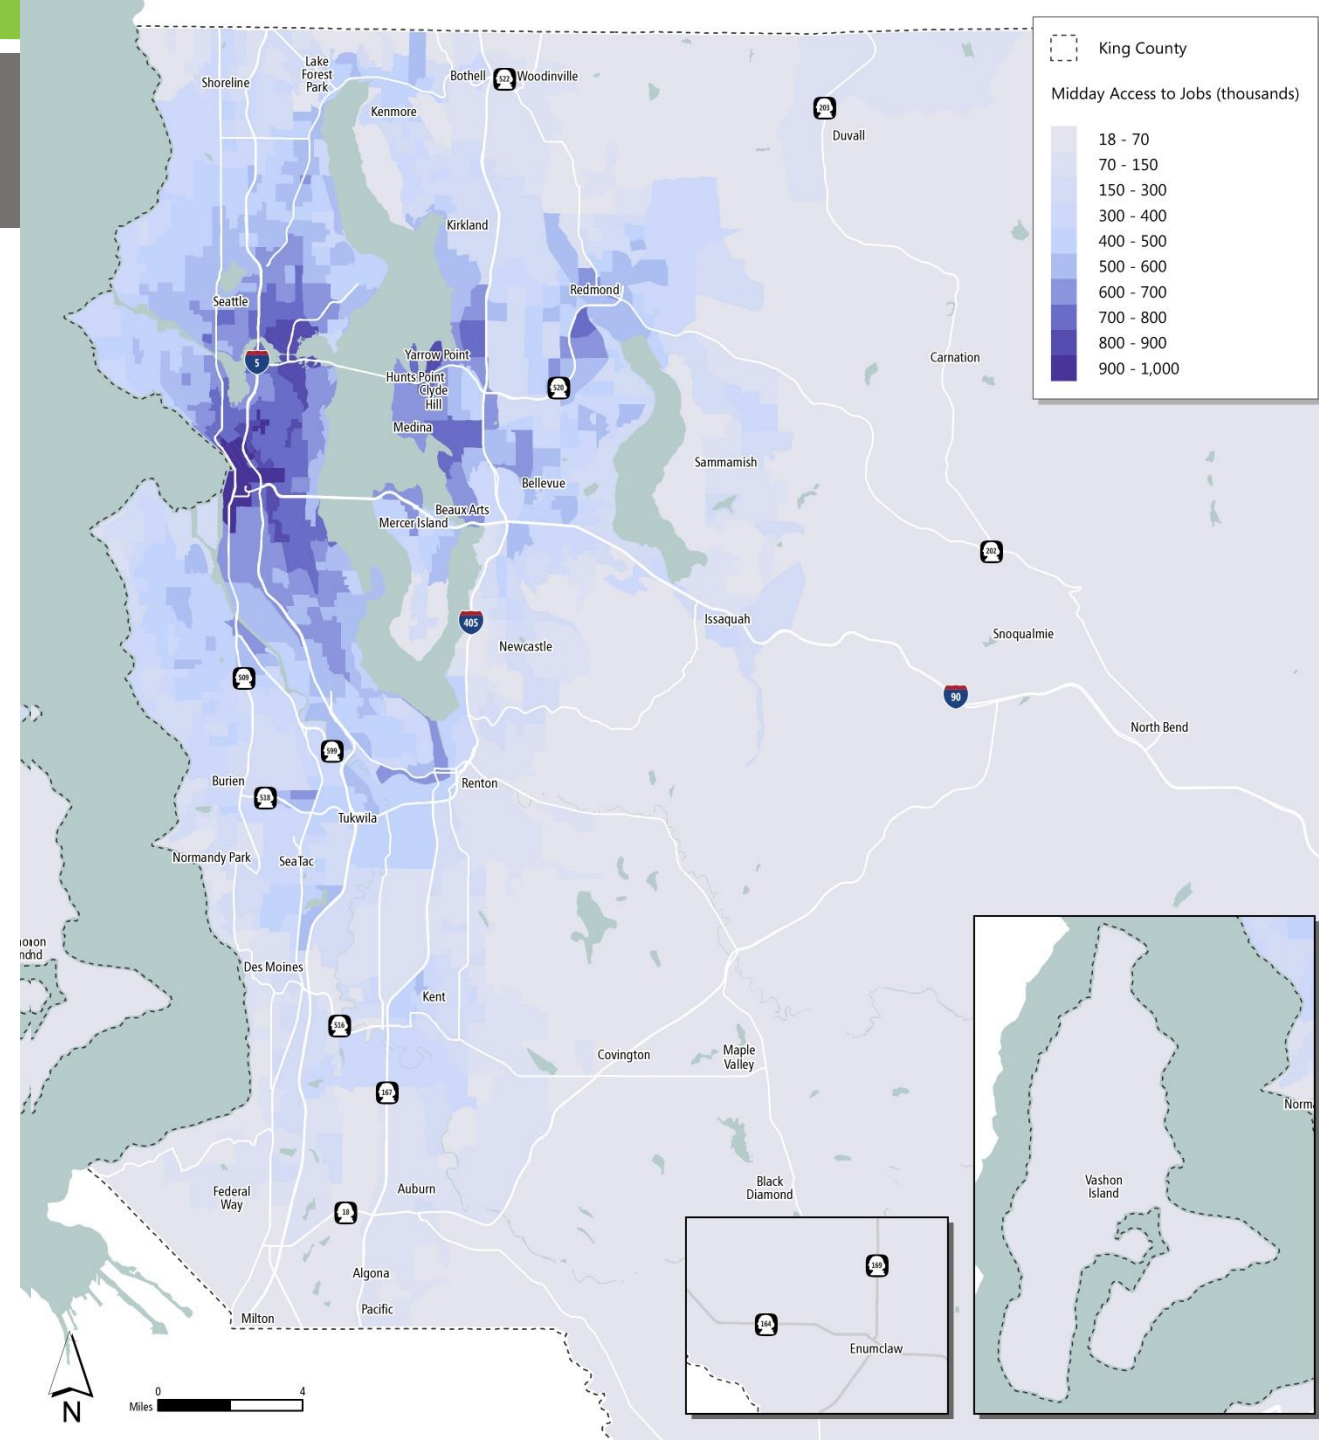 King County
Midday Access to Jobs (thousands)
18 - 70
70 - 150
150 - 300
300 - 400
400 - 500
500 - 600
600 - 700
700 - 800
800 - 900
900 - 1,000
Lake
Forest
Park
Shoreline
Bothell
522
Woodinville
Kenmore
203
Duvall
Kirkland
Redmond
Seattle
5
Yarrow Point
Hunts Point
Clyde
Hill
520
Carnation
Medina
Sammamish
Bellevue
Beaux Arts
Mercer Island
202
405
Issaquah
Newcastle
Snoqualmie
509
90
North Bend
599
Burien
518
Renton
Tukwila
Normandy Park
SeaTac
Des Moines
Kent
516
Covington
Maple
Valley
167
Black
Diamond
Federal
Way
Auburn
18
Algona
Pacific
Milton
169
164
Enumclaw
Norm
Vashon
Island
N
Miles
0
4